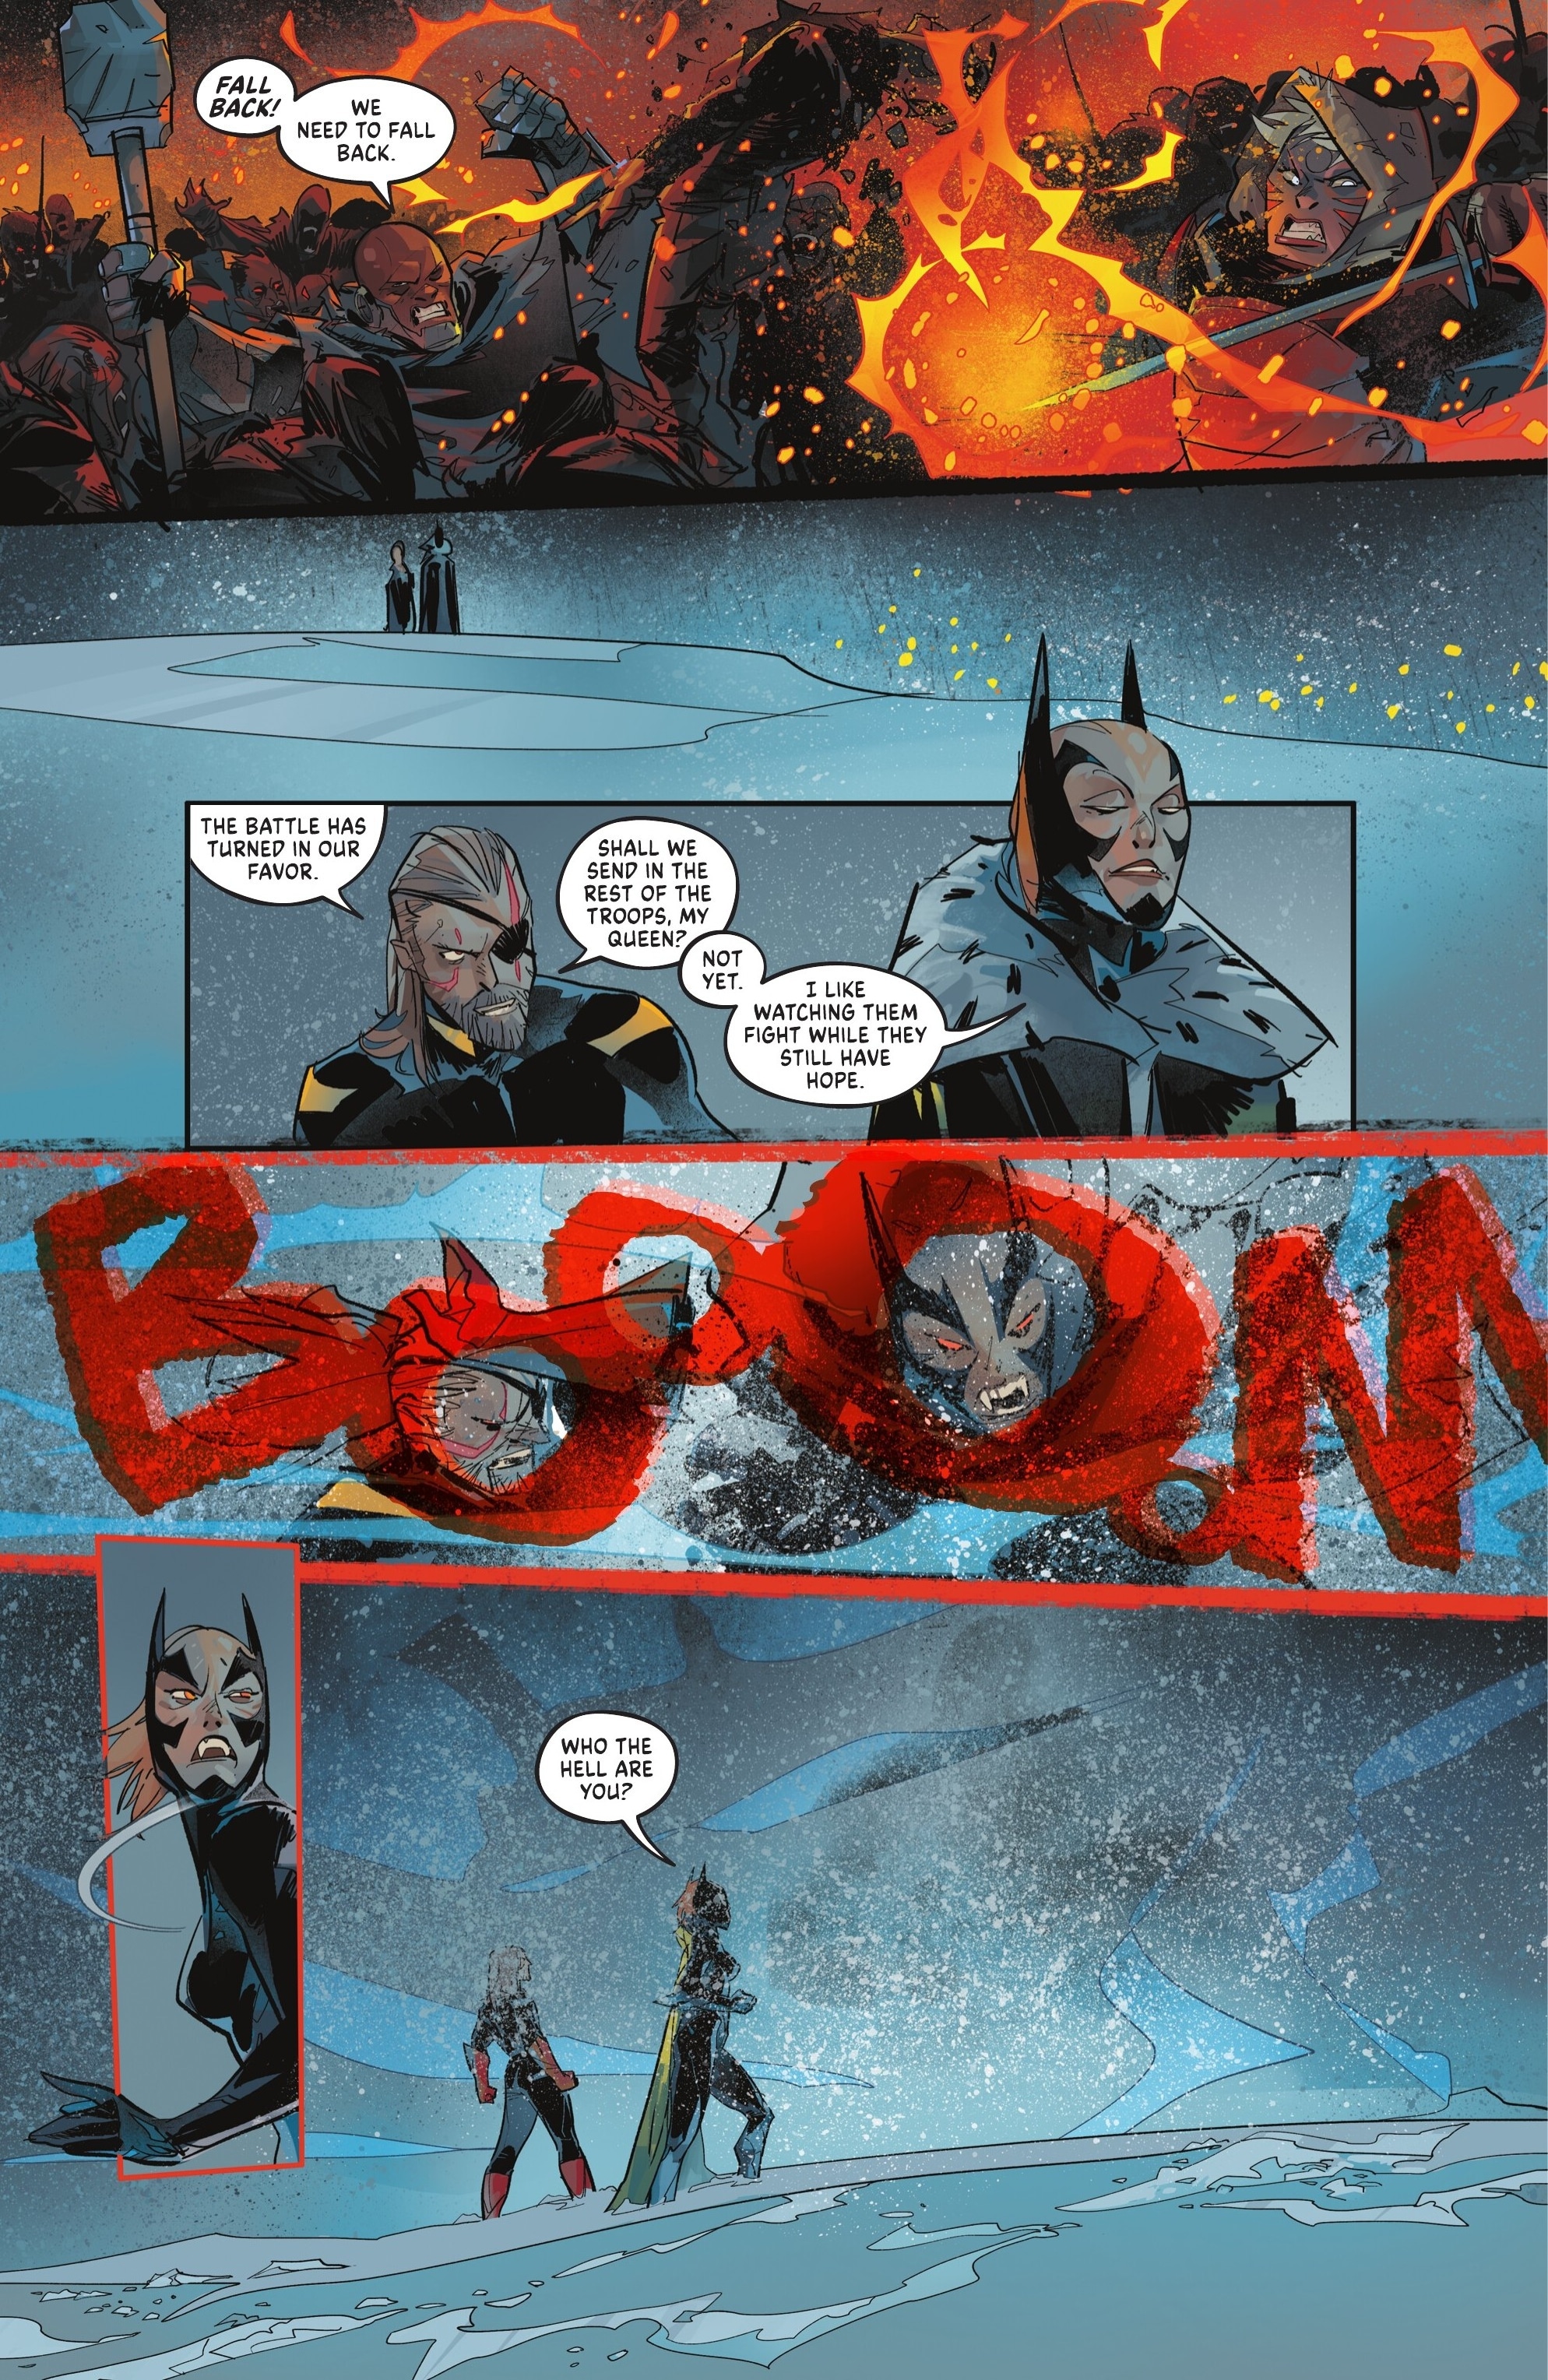 FALL
BACK!
WE
NEED TO FALL
BACK.
THE BATTLE HAS
TURNED IN OUR
FAVOR.
SHALL WE
SEND IN THE
REST OF THE
TROOPS, MY
QUEEN?
NOT
YET.
I LIKE
WATCHING THEM
FIGHT WHILE THEY
STILL HAVE
HOPE.
BOOOM
WHO THE
HELL ARE
YOU?